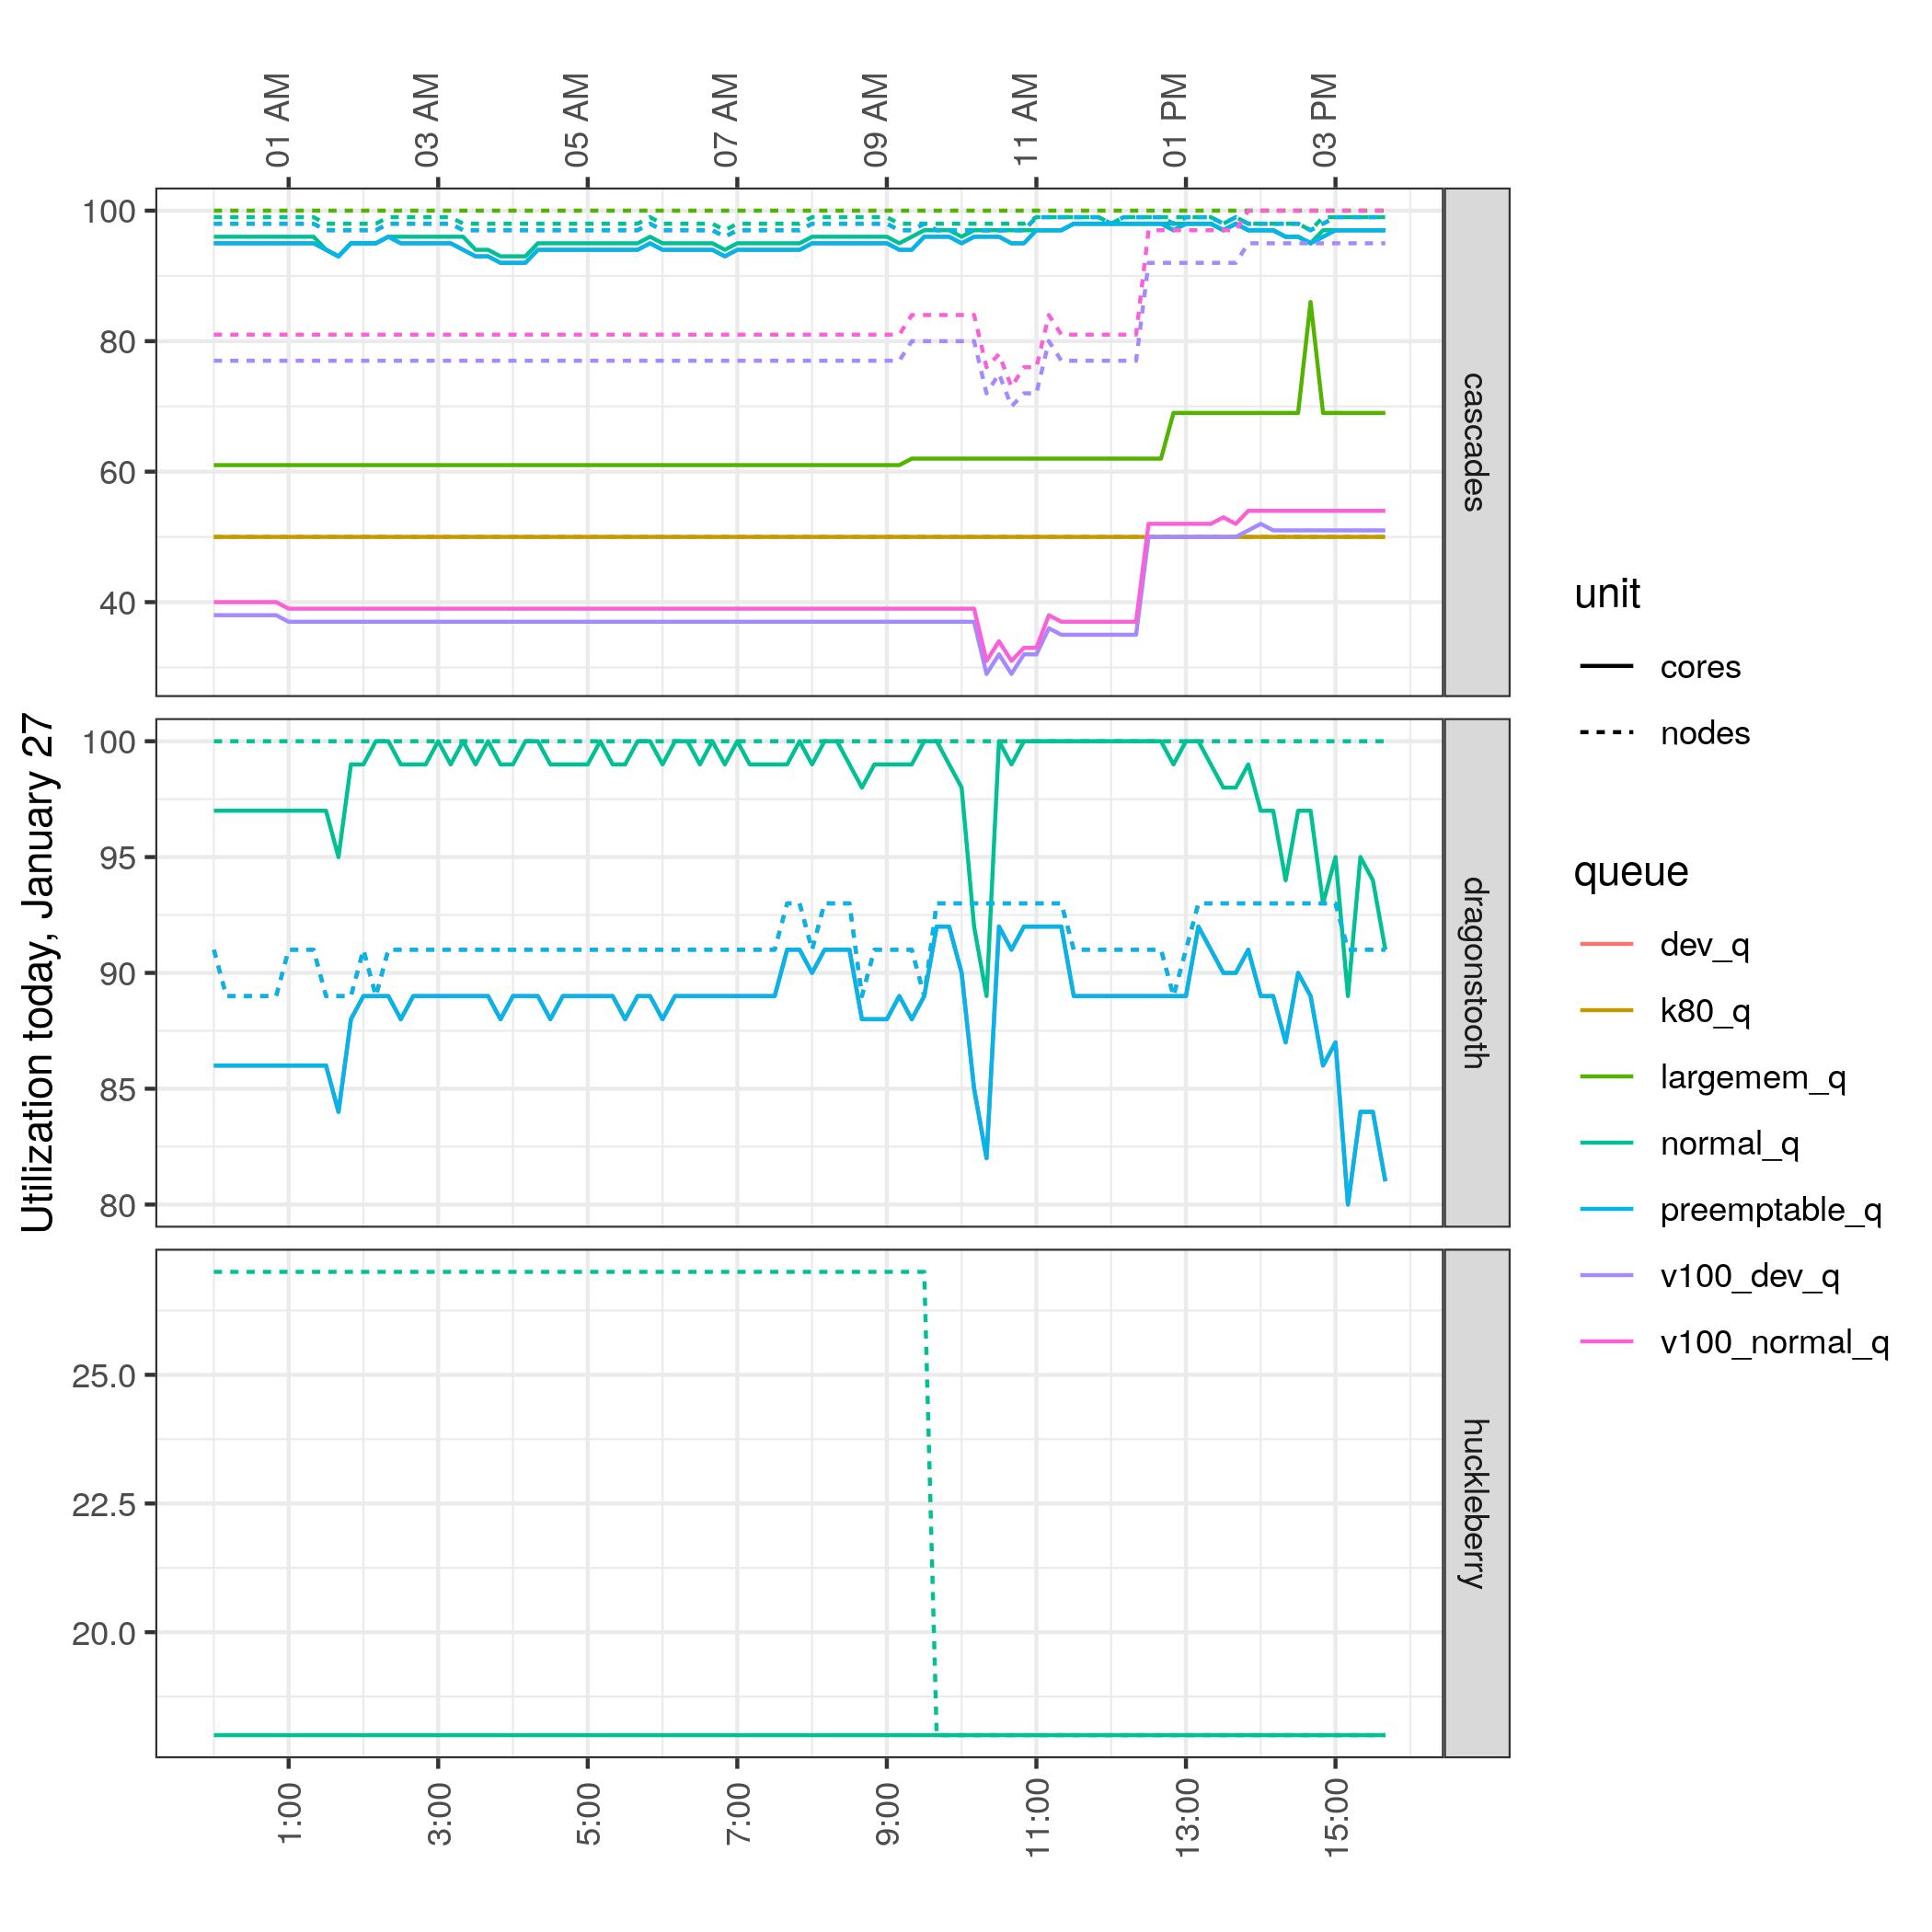 01 AM
03 AM
05 AM
07 AM
09 AM
11 AM
01 PM
03 PM
Utilization today, January 27
100
80
60
40
cascades
100
95
90
85
80
dragonstooth
25.0
22.5
20.0
huckleberry
1:00
3:00
5:00
7:00
9:00
11:00
13:00
15:00
unit
cores
nodes
queue
dev_q
k80_q
largemem_q
normal_q
preemptable_q
v100_dev_q
v100_normal_q